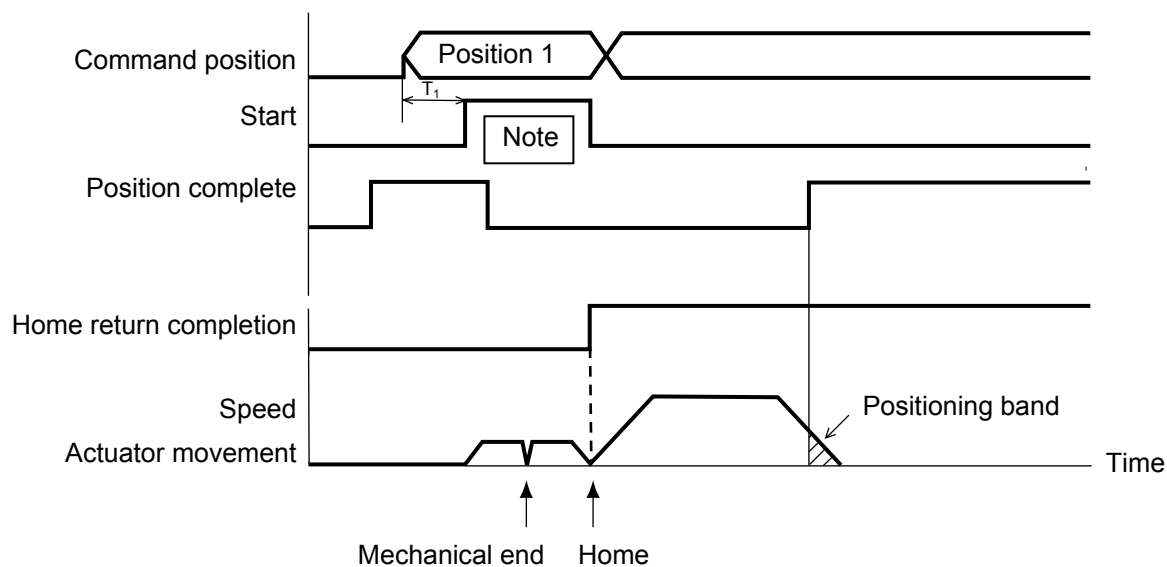 Command position
Position 1
T₁
Start
Note
Position complete
Home return completion
Speed
Positioning band
Actuator movement
Time
Mechanical end
Home